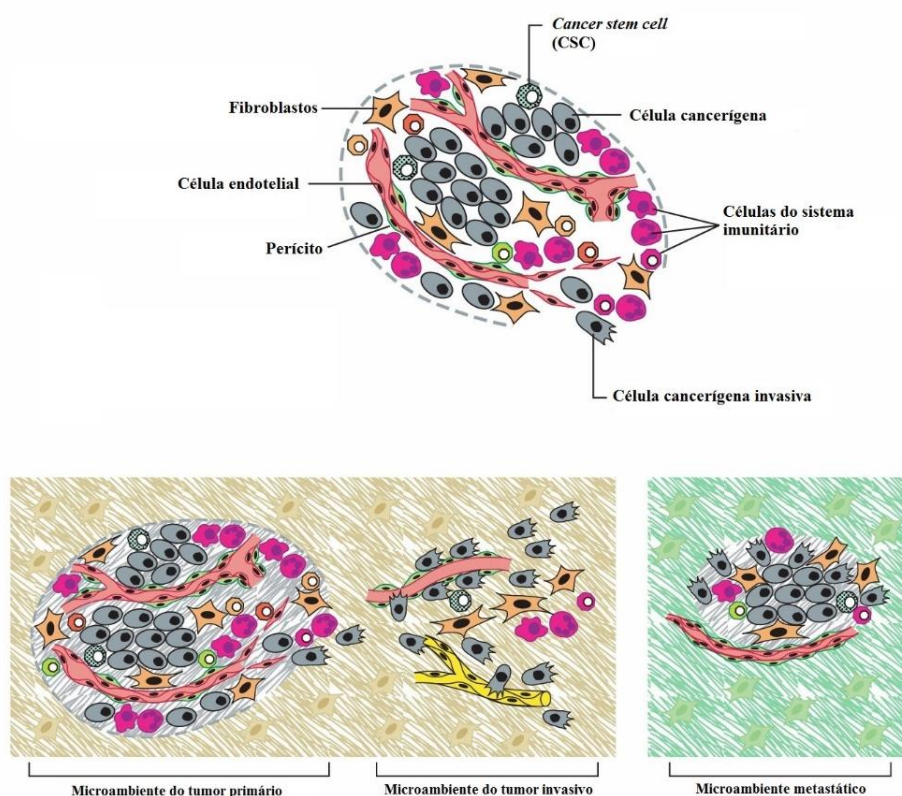 Cancer stem cell
(CSC)
Fibroblastos
Célula cancerígena
Célula endotelial
Células do sistema
imunitário
Perícito
Célula cancerígena invasiva
Microambiente do tumor primário
Microambiente do tumor invasivo
Microambiente metastático